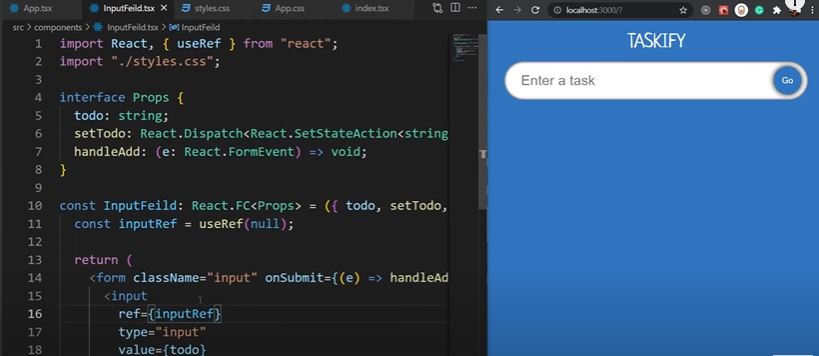 App.tsx
InputFeild.tsx ×
styles.css
App.css
index.tsx
src > components > InputFeild.tsx > InputFeild
1 import React, { useRef } from "react";
2 import "./styles.css";
3
4 interface Props {
5 todo: string;
6 setTodo: React.Dispatch<React.SetStateAction<string
7 handleAdd: (e: React.FormEvent) => void;
8 }
9
10 const InputFeild: React.FC<Props> = ({ todo, setTodo,
11 const inputRef = useRef(null);
12
13 return (
14 <form className="input" onSubmit={(e) => handleAd
15 <input
16 ref={inputRef}
17 type="input"
18 value={todo}
localhost:3000/?
TASKIFY
Enter a task
Go